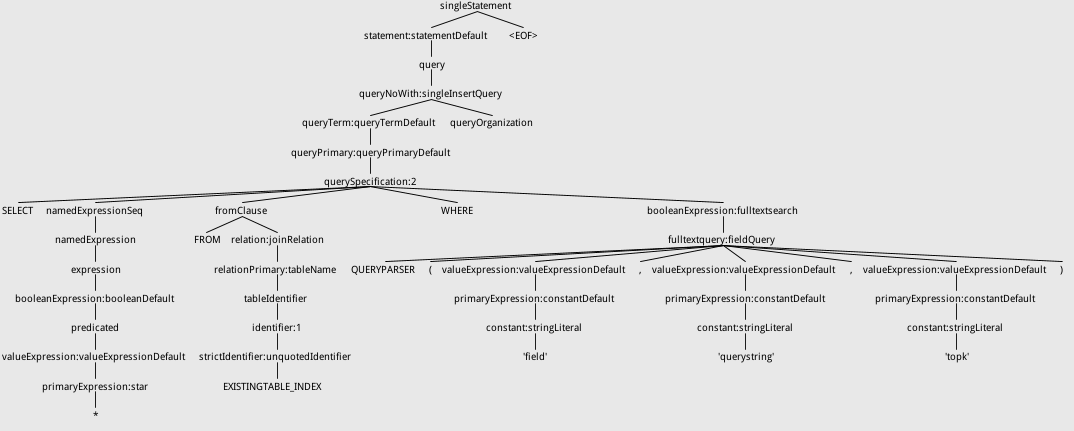 singleStatement
statement:statementDefault <EOF>
query
queryNoWith:singleInsertQuery
queryTerm:queryTermDefault queryOrganization
queryPrimary:queryPrimaryDefault
querySpecification:2
SELECT namedExpressionSeq fromClause WHERE booleanExpression:fulltextsearch
namedExpression FROM relation:joinRelation fulltextquery:fieldQuery
expression relationPrimary:tableName QUERYPARSER ( valueExpression:valueExpressionDefault , valueExpression:valueExpressionDefault , valueExpression:valueExpressionDefault )
booleanExpression:booleanDefault tableIdentifier primaryExpression:constantDefault primaryExpression:constantDefault primaryExpression:constantDefault
predicated identifier:1 constant:stringLiteral constant:stringLiteral constant:stringLiteral
valueExpression:valueExpressionDefault strictIdentifier:unquotedIdentifier 'field' 'querystring' 'topk'
primaryExpression:star EXISTINGTABLE_INDEX
*